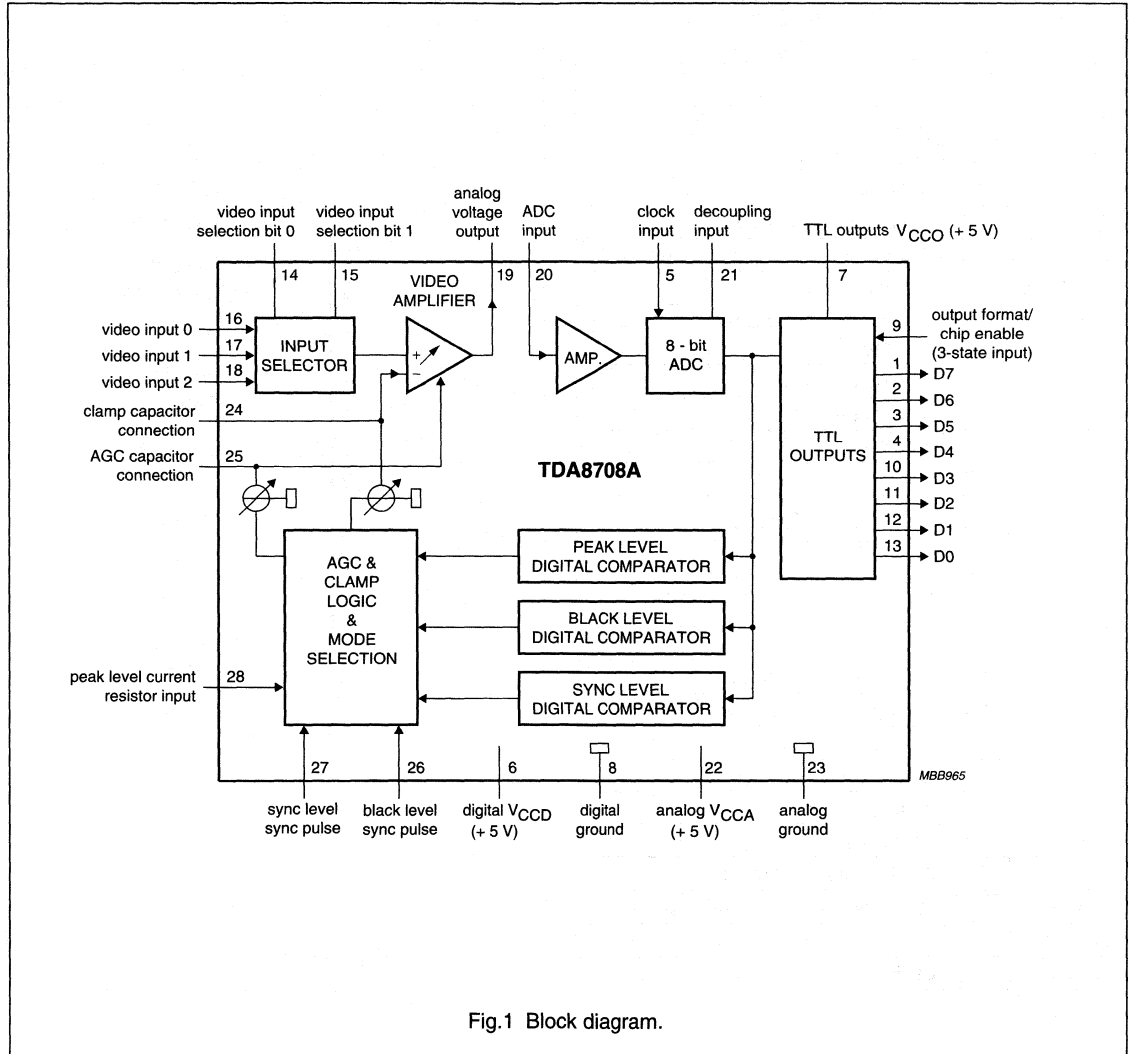 video input
selection bit 0
video input
selection bit 1
analog
voltage
output
ADC
input
clock
input
decoupling
input
TTL outputs VCCO (+ 5 V)
14
15
19
20
5
21
7
VIDEO
AMPLIFIER
video input 0
16
video input 1
17
video input 2
18
INPUT
SELECTOR
+
−
AMP.
8 - bit
ADC
TTL
OUTPUTS
9
output format/
chip enable
(3-state input)
1
D7
2
D6
3
D5
4
D4
10
D3
11
D2
12
D1
13
D0
clamp capacitor
connection
24
AGC capacitor
connection
25
TDA8708A
AGC &
CLAMP
LOGIC
&
MODE
SELECTION
PEAK LEVEL
DIGITAL COMPARATOR
BLACK LEVEL
DIGITAL COMPARATOR
SYNC LEVEL
DIGITAL COMPARATOR
peak level current
resistor input
28
27
26
6
8
22
23
MBB965
sync level
sync pulse
black level
sync pulse
digital VCCD
(+ 5 V)
digital
ground
analog VCCA
(+ 5 V)
analog
ground
Fig.1 Block diagram.